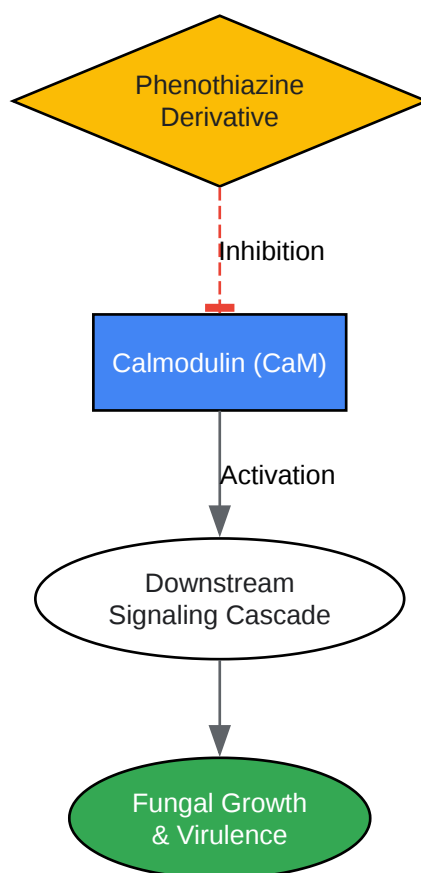 Phenothiazine
Derivative
Inhibition
Calmodulin (CaM)
Activation
Downstream
Signaling Cascade
Fungal Growth
& Virulence